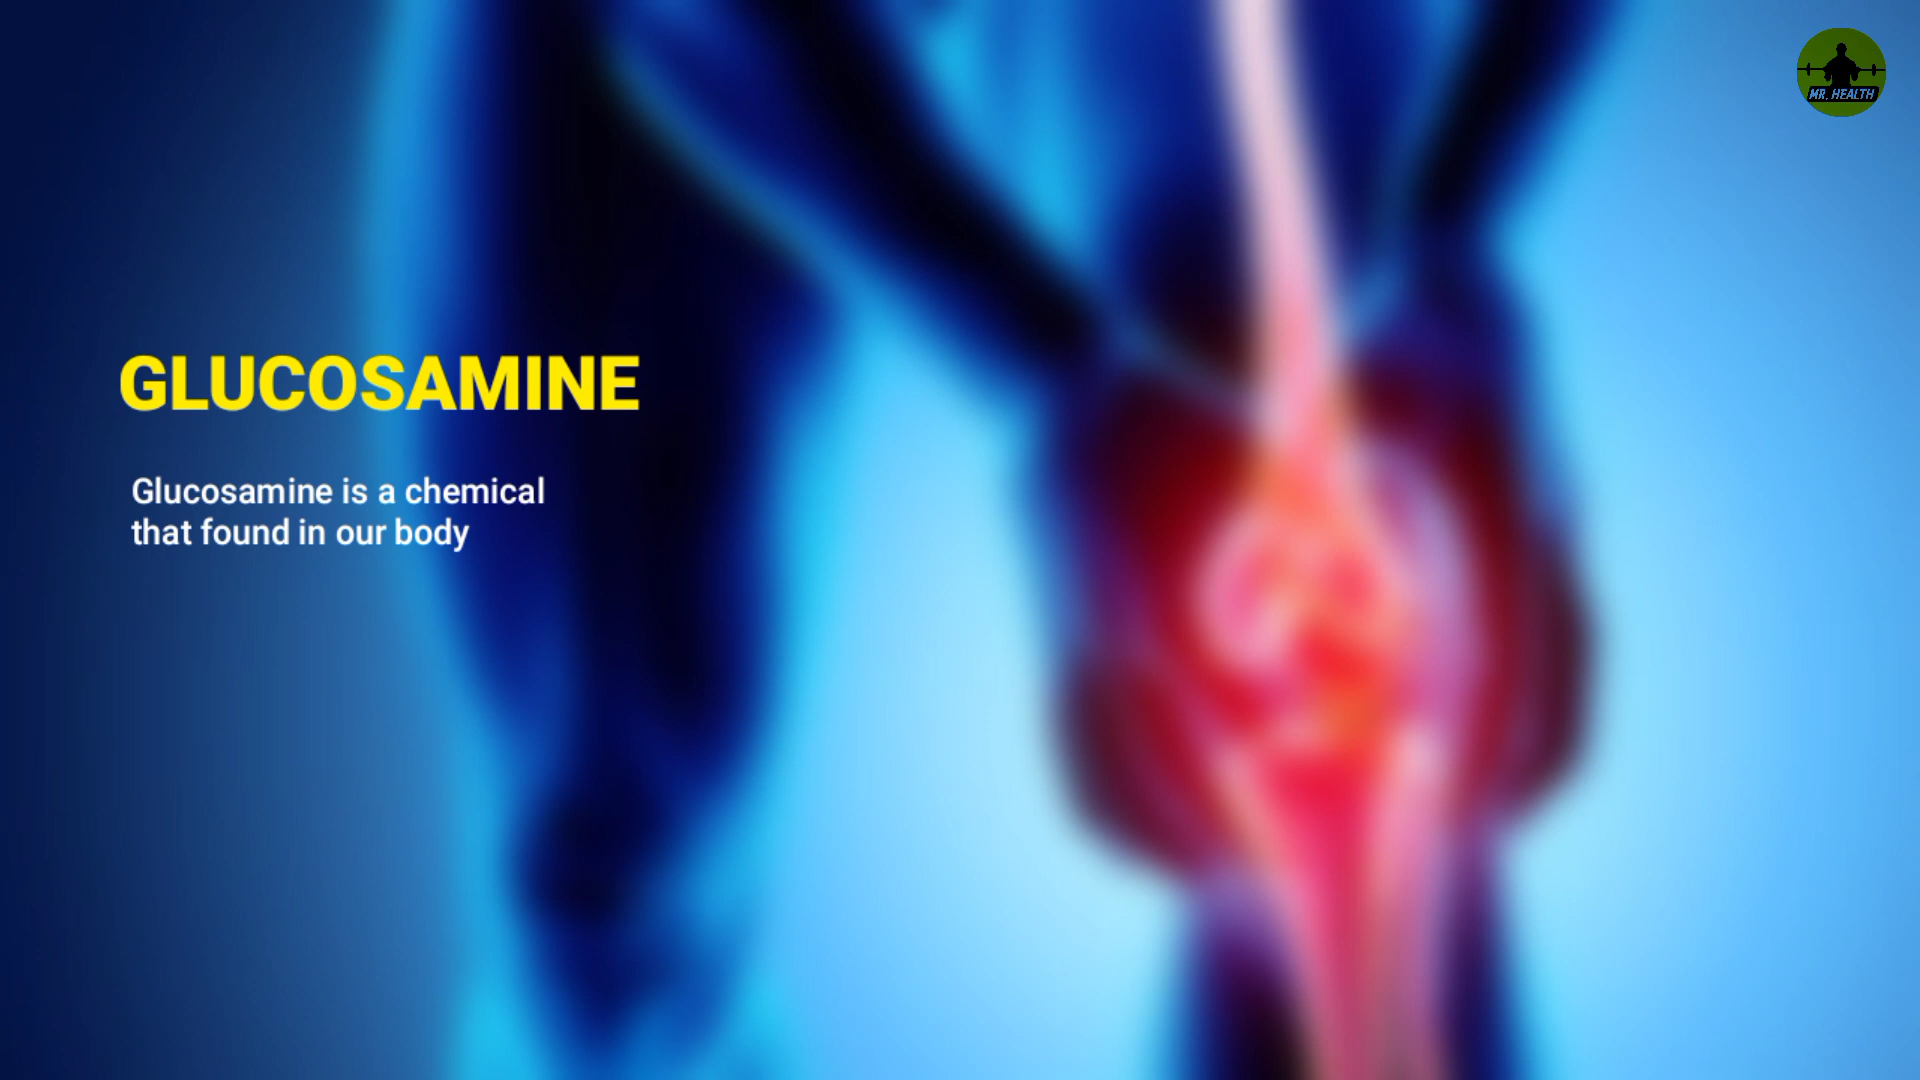 MR. HEALTH
GLUCOSAMINE
Glucosamine is a chemical
that found in our body